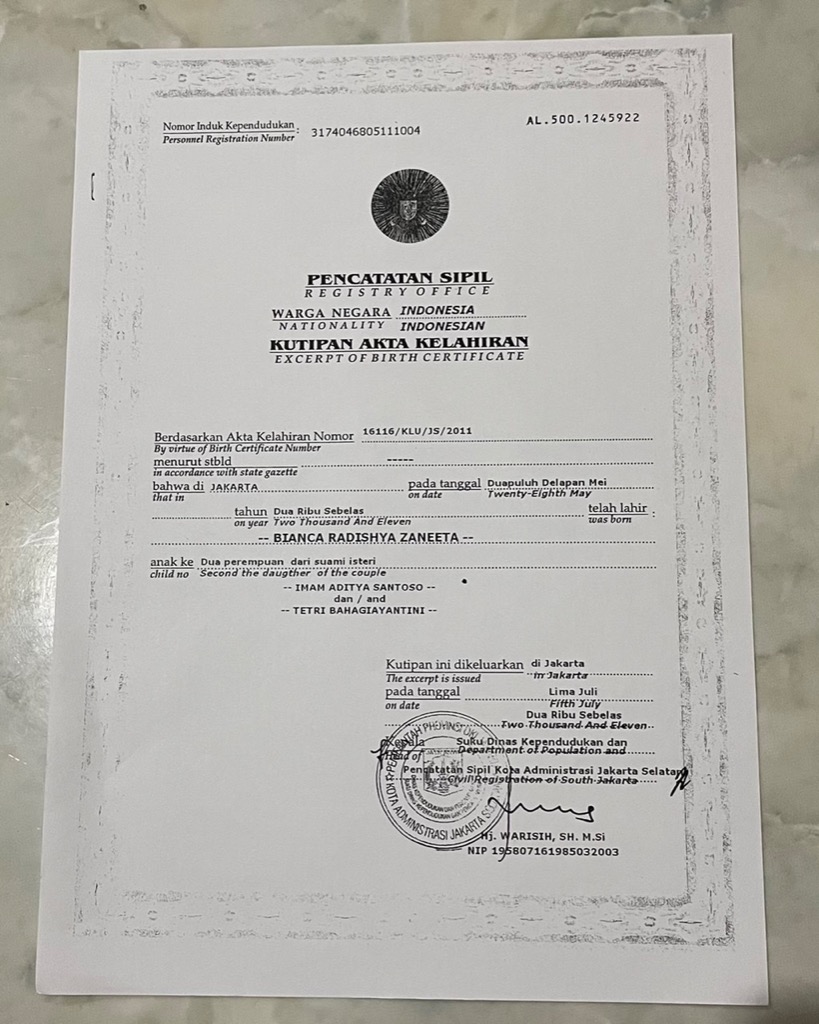 Nomor Induk Kependudukan : 3174046805111004
Personnel Registration Number
AL.500.1245922
PENCATATAN SIPIL
REGISTRY OFFICE
WARGA NEGARA INDONESIA
NATIONALITY INDONESIAN
KUTIPAN AKTA KELAHIRAN
EXCERPT OF BIRTH CERTIFICATE
Berdasarkan Akta Kelahiran Nomor 16116/KLU/JS/2011
By virtue of Birth Certificate Number
menurut stbld -----
in accordance with state gazette
bahwa di JAKARTA pada tanggal Duapuluh Delapan Mei
that in on date Twenty-Eighth May
tahun Dua Ribu Sebelas telah lahir :
on year Two Thousand And Eleven was born
-- BIANCA RADISHYA ZANEETA --
anak ke Dua perempuan dari suami isteri
child no Second the daugther of the couple
-- IMAM ADITYA SANTOSO --
dan / and
-- TETRI BAHAGIAYANTINI --
Kutipan ini dikeluarkan di Jakarta
The excerpt is issued in Jakarta
pada tanggal Lima Juli
on date Fifth July
Dua Ribu Sebelas
Two Thousand And Eleven
Kepala Suku Dinas Kependudukan dan
Head of Department of Population and
Pencatatan Sipil Kota Administrasi Jakarta Selatan
Civil Registration of South Jakarta
KOTA ADMINISTRASI JAKARTA
Hj. WARISIH, SH. M.Si
NIP 195807161985032003